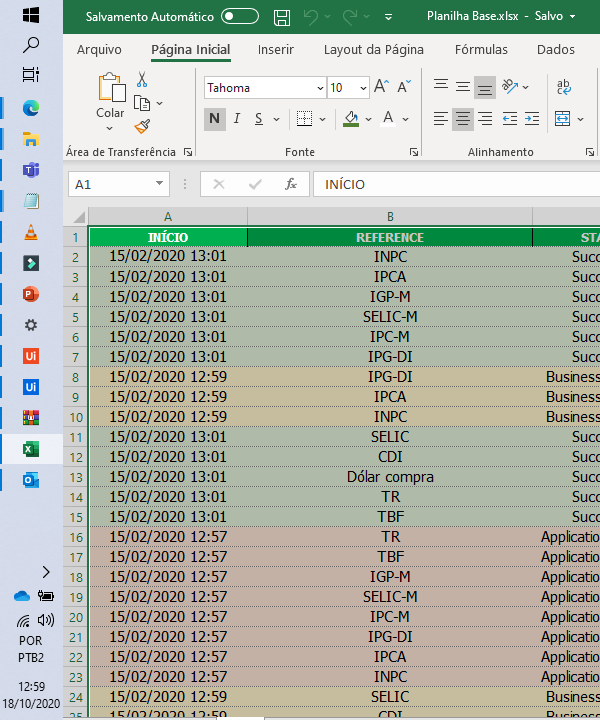 Salvamento Automático Planilha Base.xlsx - Salvo
Arquivo Página Inicial Inserir Layout da Página Fórmulas Dados
Colar Tahoma 10 A A
N I S A ab c
Área de Transferência Fonte Alinhamento
A1 fx INÍCIO
A B
1 INÍCIO REFERENCE STA
2 15/02/2020 13:01 INPC Succ
3 15/02/2020 13:01 IPCA Succ
4 15/02/2020 13:01 IGP-M Succ
5 15/02/2020 13:01 SELIC-M Succ
6 15/02/2020 13:01 IPC-M Succ
7 15/02/2020 13:01 IPG-DI Succ
8 15/02/2020 12:59 IPG-DI Business
9 15/02/2020 12:59 IPCA Business
10 15/02/2020 12:59 INPC Business
11 15/02/2020 13:01 SELIC Succ
12 15/02/2020 13:01 CDI Succ
13 15/02/2020 13:01 Dólar compra Succ
14 15/02/2020 13:01 TR Succ
15 15/02/2020 13:01 TBF Succ
16 15/02/2020 12:57 TR Applicatio
17 15/02/2020 12:57 TBF Applicatio
18 15/02/2020 12:57 IGP-M Applicatio
19 15/02/2020 12:57 SELIC-M Applicatio
20 15/02/2020 12:57 IPC-M Applicatio
21 15/02/2020 12:57 IPG-DI Applicatio
22 15/02/2020 12:57 IPCA Applicatio
23 15/02/2020 12:57 INPC Applicatio
24 15/02/2020 12:59 SELIC Business
25 15/02/2020 12:59 CDI Business
Ui
Ui
POR
PTB2
12:59
18/10/2020